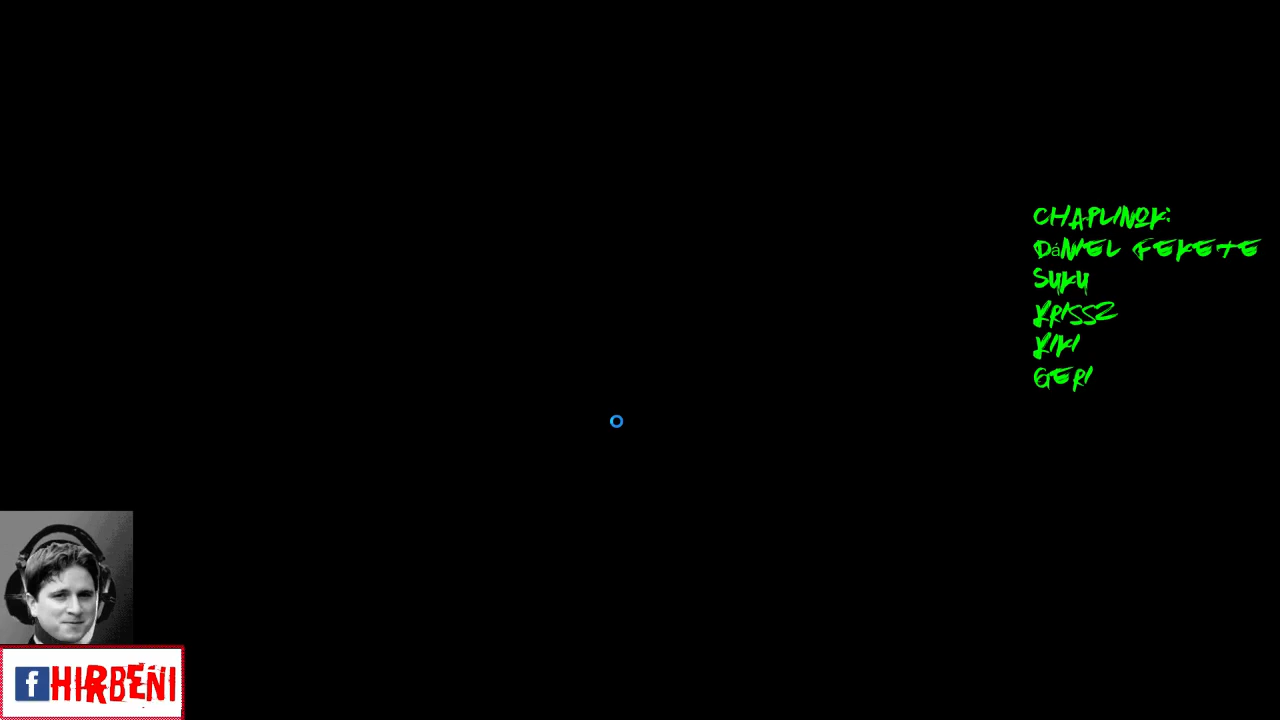 CHAPLINOK:
DáNIEL FEKETE
SUKU
KRISSZ
KIKI
GERI
f HIRBENI